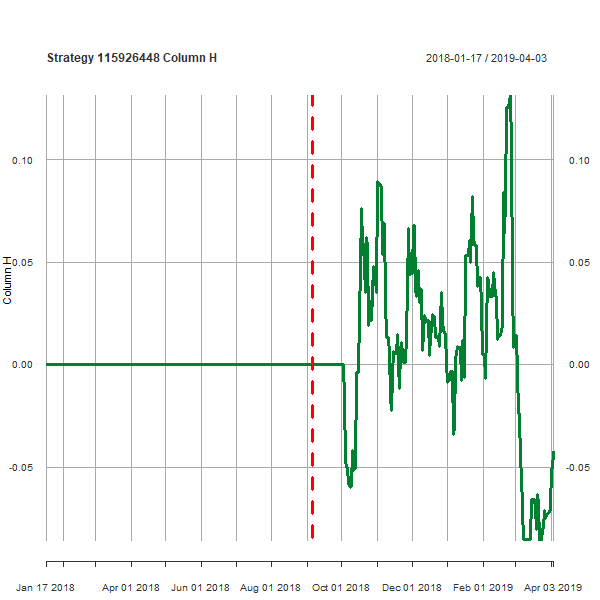 Strategy 115926448 Column H
2018-01-17 / 2019-04-03
0.10 0.10
0.05 0.05
Column H
0.00 0.00
-0.05 -0.05
Jan 17 2018 Apr 01 2018 Jun 01 2018 Aug 01 2018 Oct 01 2018 Dec 01 2018 Feb 01 2019 Apr 03 2019